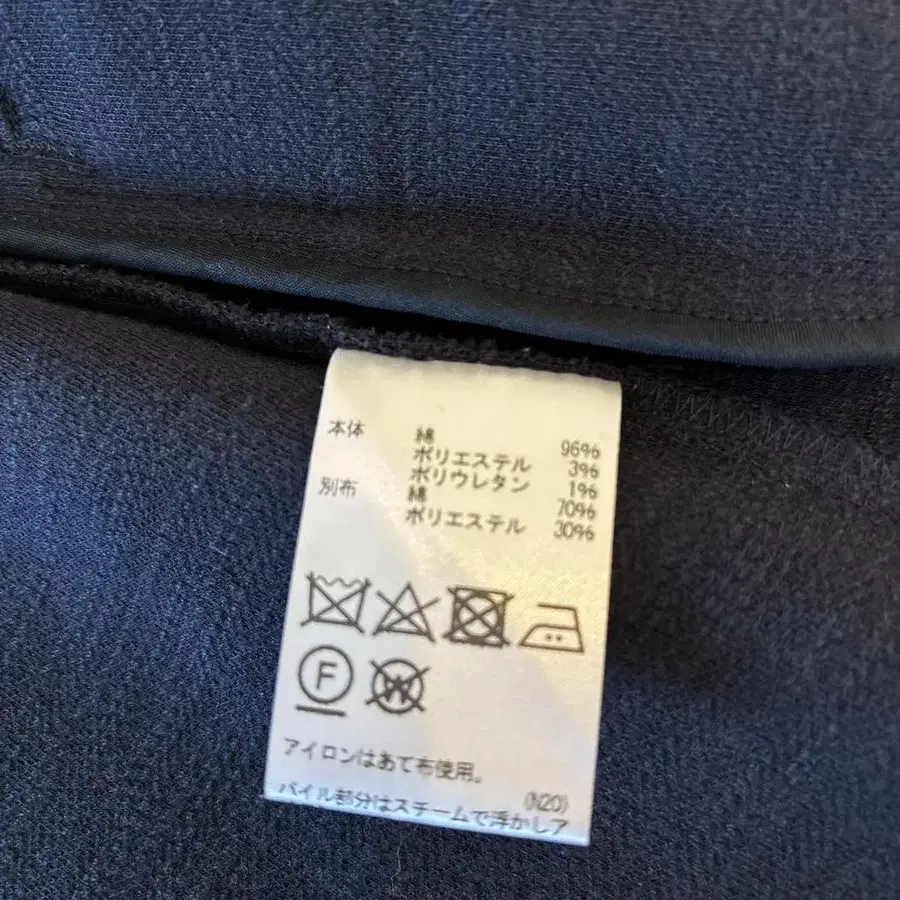 本体 綿 96%
ポリエステル 3%
ポリウレタン 1%
別布 綿 70%
ポリエステル 30%
F W
アイロンはあて布使用。
(N20)
パイル部分はスチームで浮かしア